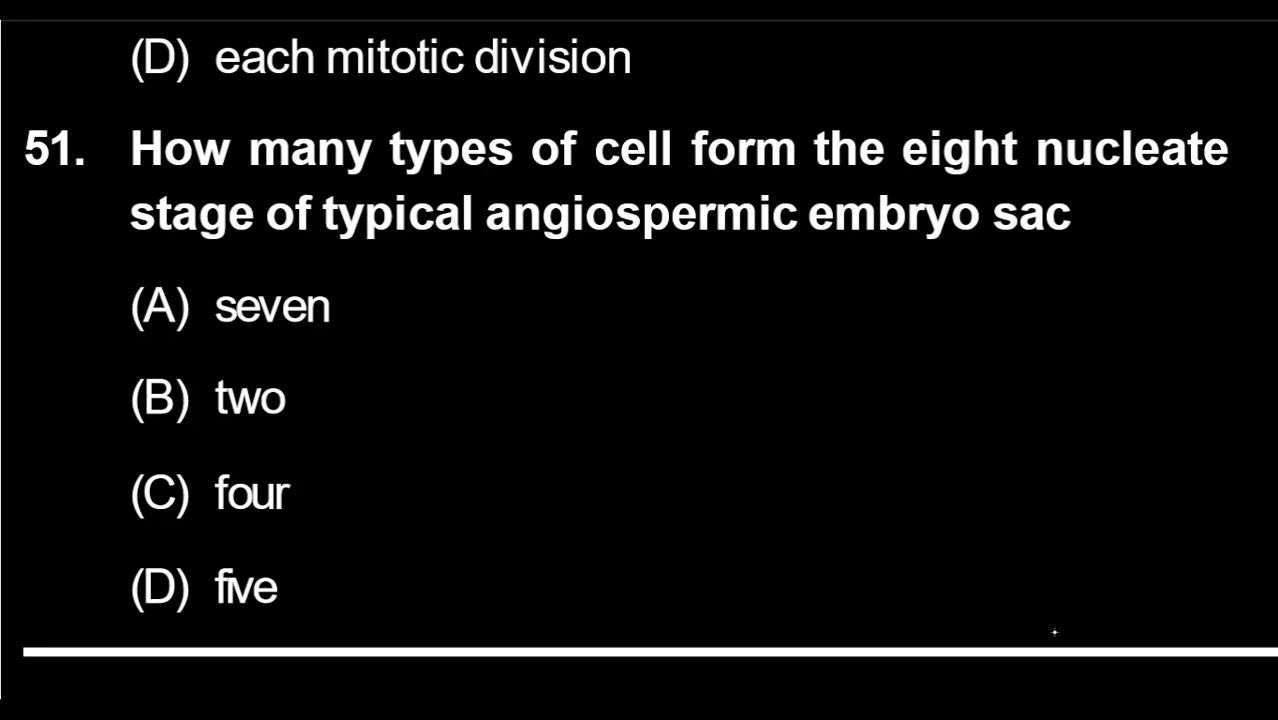 (D) each mitotic division
51. How many types of cell form the eight nucleate
stage of typical angiospermic embryo sac
(A) seven
(B) two
(C) four
(D) five